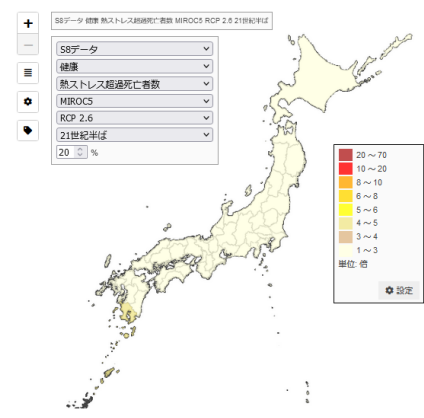 S8データ 健康 熱ストレス超過死亡者数 MIROC5 RCP 2.6 21世紀半ば
S8データ
健康
熱ストレス超過死亡者数
MIROC5
RCP 2.6
21世紀半ば
20 %
20 ~ 70
10 ~ 20
8 ~ 10
6 ~ 8
5 ~ 6
4 ~ 5
3 ~ 4
1 ~ 3
単位: 倍
設定